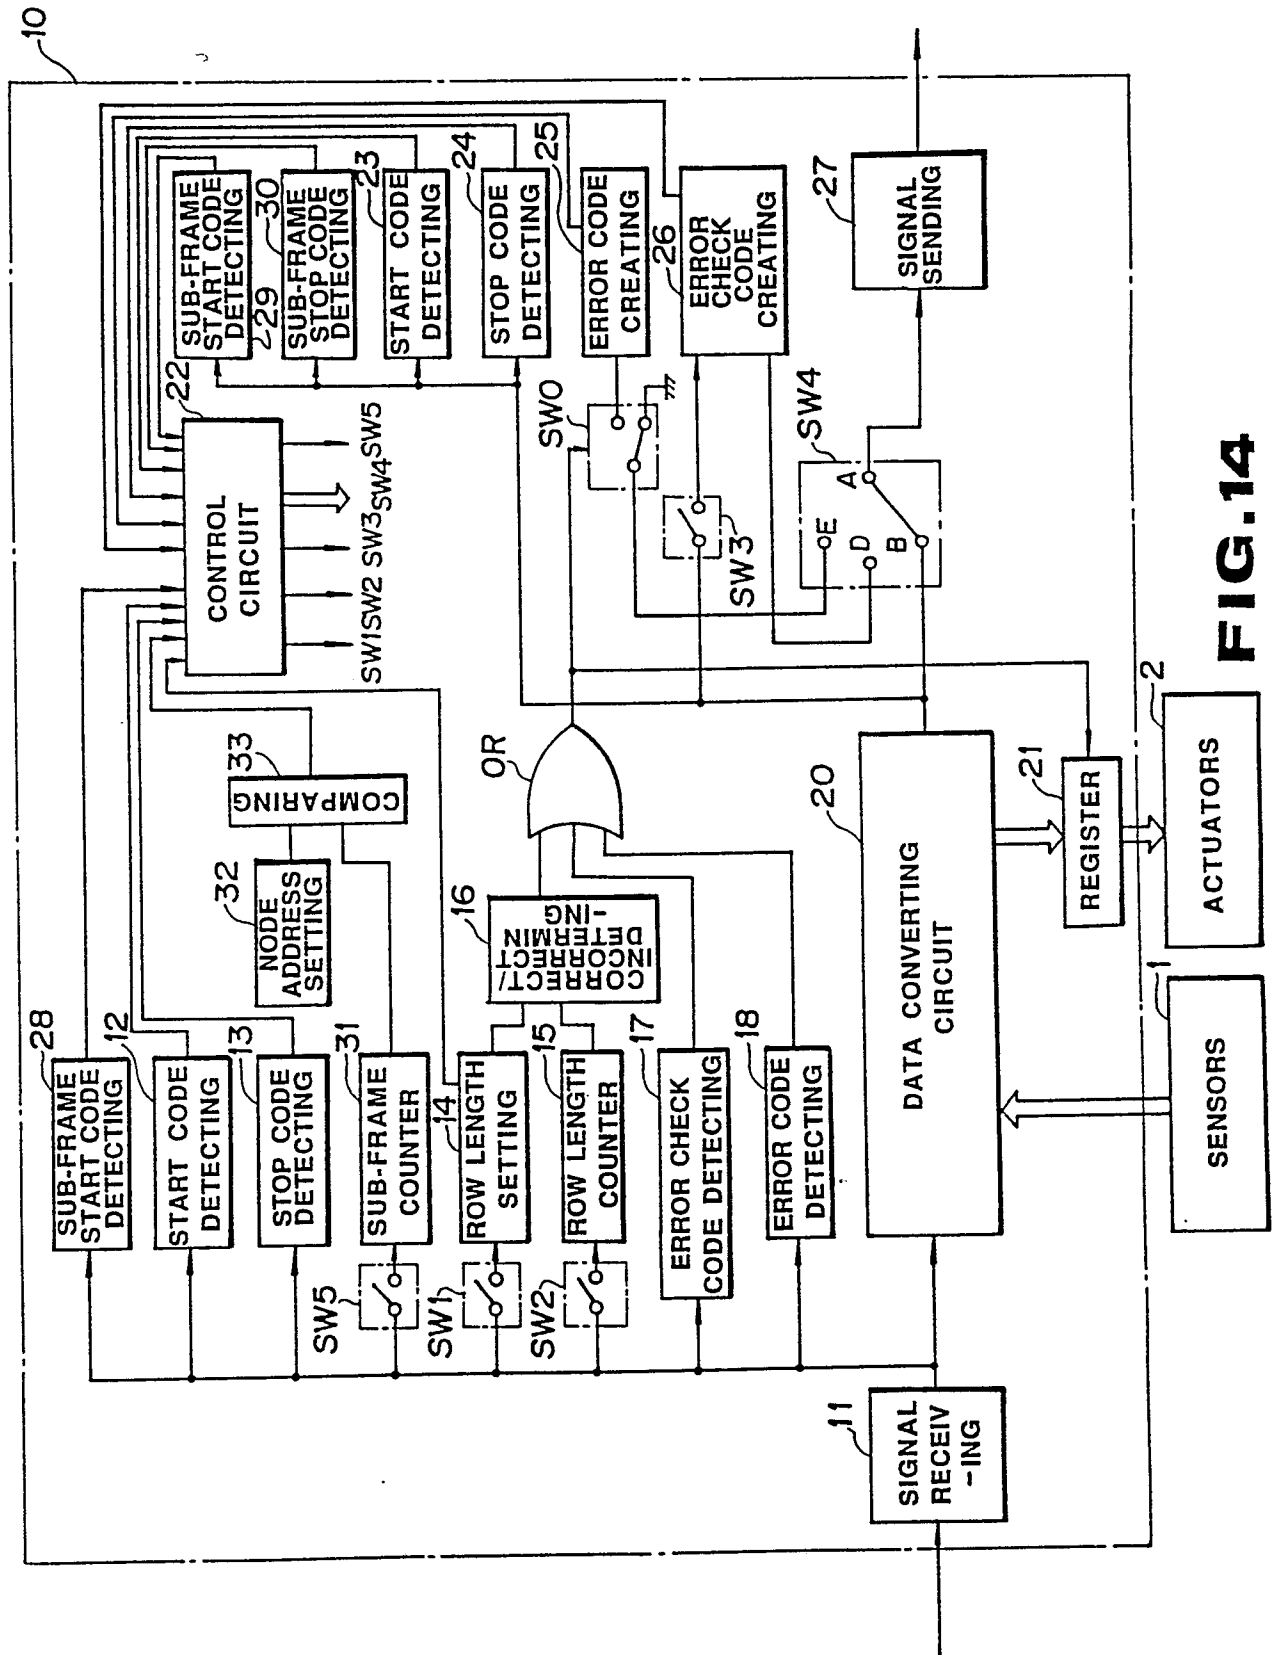 10
28
SUB-FRAME
START CODE
DETECTING
12
START CODE
DETECTING
13
STOP CODE
DETECTING
31
SUB-FRAME
COUNTER
SW5
14
ROW LENGTH
SETTING
SW1
15
ROW LENGTH
COUNTER
SW2
17
ERROR CHECK
CODE DETECTING
18
ERROR CODE
DETECTING
11
SIGNAL
RECEIV
-ING
32
NODE
ADDRESS
SETTING
33
COMPARING
16
CORRECT/
INCORRECT
DETERMIN
-ING
OR
20
DATA CONVERTING
CIRCUIT
22
CONTROL
CIRCUIT
SW1 SW2 SW3 SW4 SW5
SUB-FRAME
START CODE
DETECTING
29
30
SUB-FRAME
STOP CODE
DETECTING
23
START CODE
DETECTING
24
STOP CODE
DETECTING
25
ERROR CODE
CREATING
26
ERROR
CHECK
CODE
CREATING
SW0
SW3
SW4
A
E
D
B
27
SIGNAL
SENDING
21
REGISTER
1
SENSORS
2
ACTUATORS
FIG.14